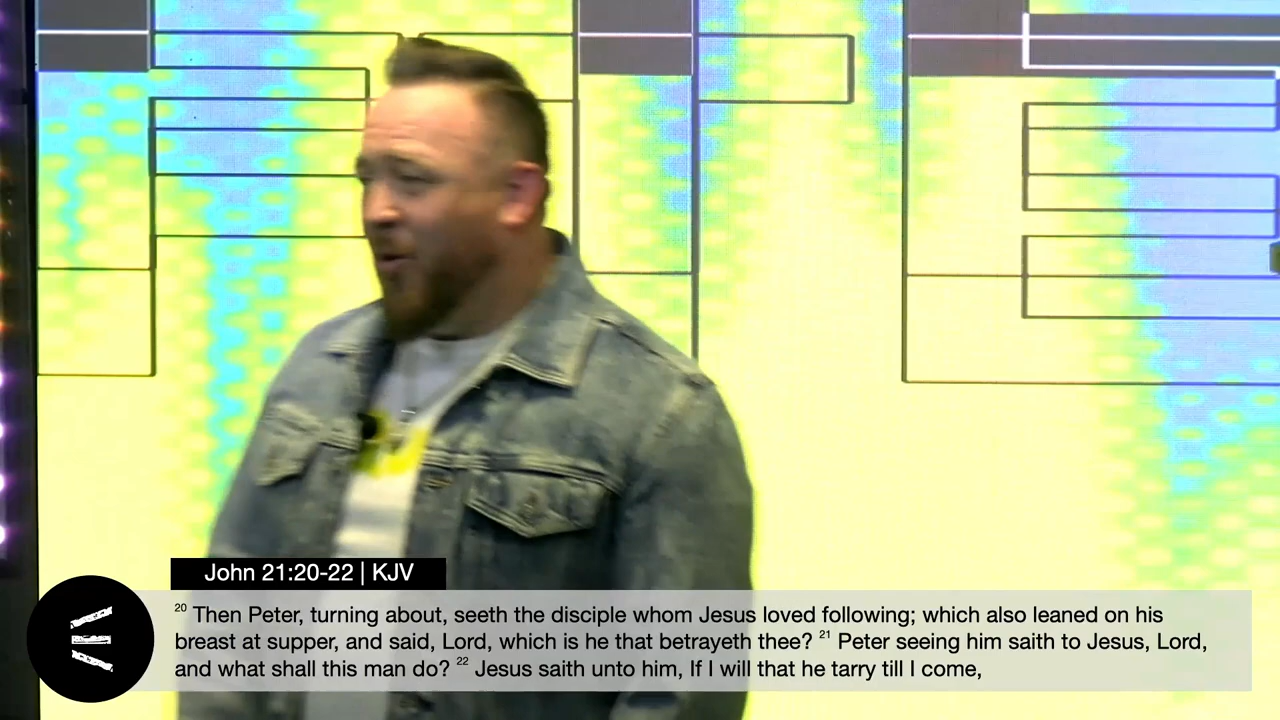 John 21:20-22 | KJV
20 Then Peter, turning about, seeth the disciple whom Jesus loved following; which also leaned on his
breast at supper, and said, Lord, which is he that betrayeth thee? 21 Peter seeing him saith to Jesus, Lord,
and what shall this man do? 22 Jesus saith unto him, If I will that he tarry till I come,